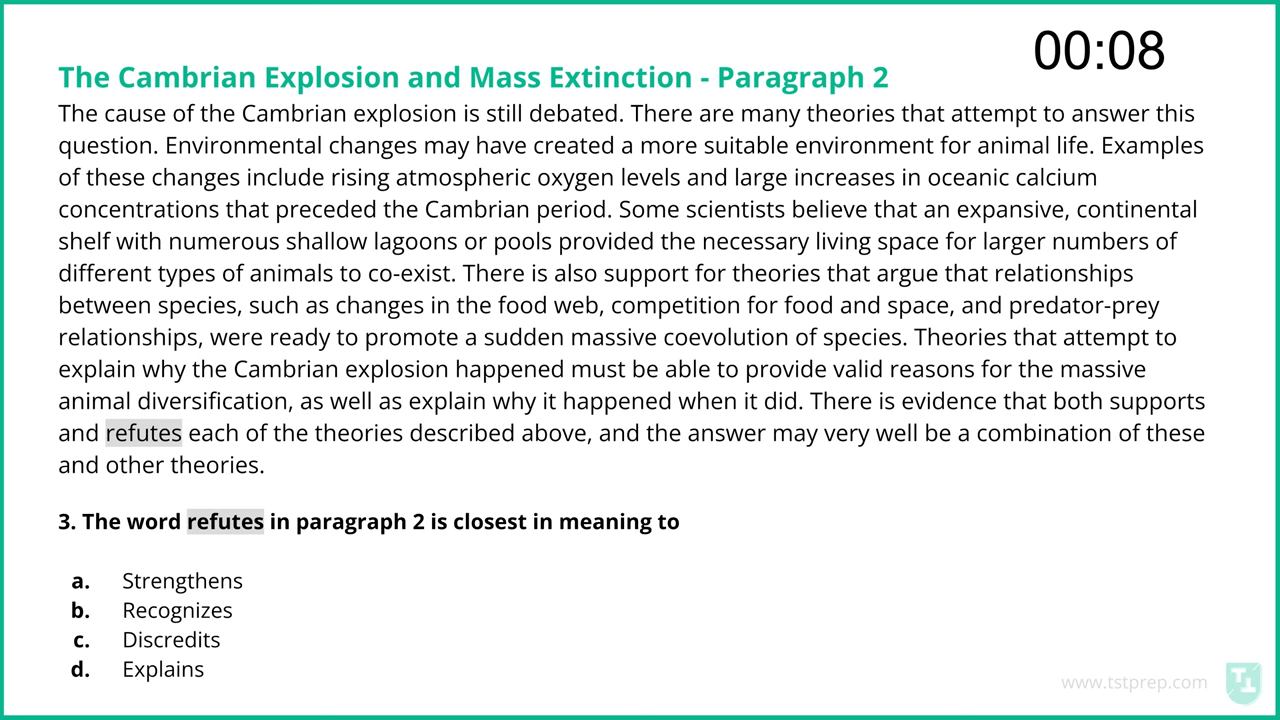 00:08
The Cambrian Explosion and Mass Extinction - Paragraph 2
The cause of the Cambrian explosion is still debated. There are many theories that attempt to answer this
question. Environmental changes may have created a more suitable environment for animal life. Examples
of these changes include rising atmospheric oxygen levels and large increases in oceanic calcium
concentrations that preceded the Cambrian period. Some scientists believe that an expansive, continental
shelf with numerous shallow lagoons or pools provided the necessary living space for larger numbers of
different types of animals to co-exist. There is also support for theories that argue that relationships
between species, such as changes in the food web, competition for food and space, and predator-prey
relationships, were ready to promote a sudden massive coevolution of species. Theories that attempt to
explain why the Cambrian explosion happened must be able to provide valid reasons for the massive
animal diversification, as well as explain why it happened when it did. There is evidence that both supports
and refutes each of the theories described above, and the answer may very well be a combination of these
and other theories.
3. The word refutes in paragraph 2 is closest in meaning to
a. Strengthens
b. Recognizes
c. Discredits
d. Explains
www.tstprep.com